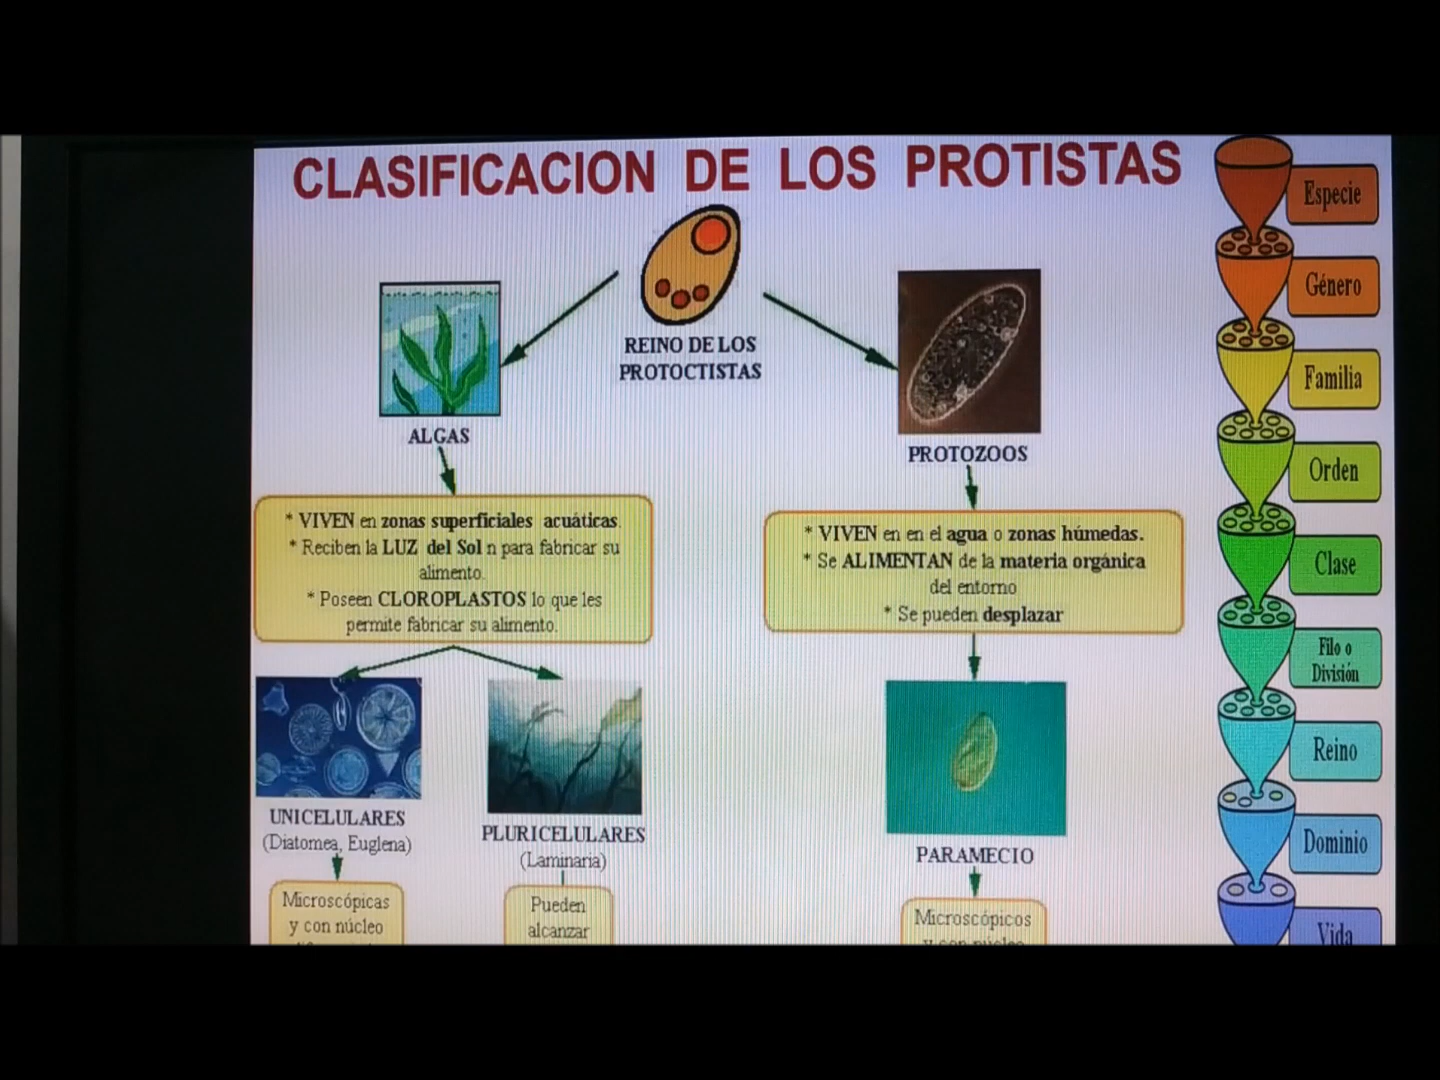 CLASIFICACION DE LOS PROTISTAS
REINO DE LOS
PROTOCTISTAS
ALGAS
PROTOZOOS
* VIVEN en zonas superficiales acuáticas.
* Reciben la LUZ del Sol n para fabricar su
alimento.
* Poseen CLOROPLASTOS lo que les
permite fabricar su alimento.
* VIVEN en en el agua o zonas húmedas.
* Se ALIMENTAN de la materia orgánica
del entorno
* Se pueden desplazar
UNICELULARES
(Diatomea, Euglena)
PLURICELULARES
(Laminaria)
PARAMECIO
Microscópicas
y con núcleo
Pueden
alcanzar
Microscópicos
y con núcleo
Especie
Género
Familia
Orden
Clase
Filo o
División
Reino
Dominio
Vida